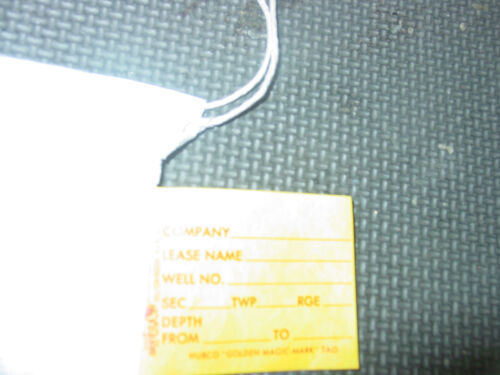 COMPANY
LEASE NAME
WELL NO.
SEC TWP. RGE
DEPTH
FROM TO
HUBCO "GOLDEN MAGIC MARK" TAG